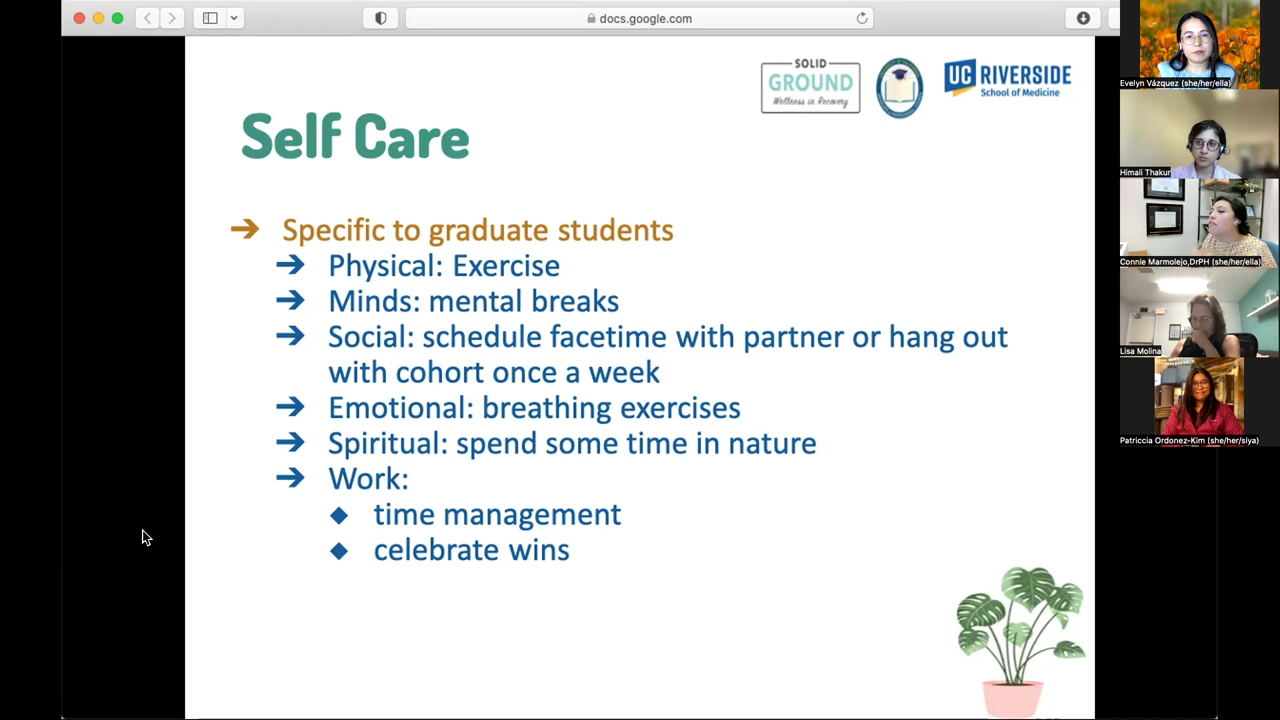 docs.google.com
SOLID
GROUND
Wellness in Recovery
UC RIVERSIDE
School of Medicine
Self Care
➔ Specific to graduate students
➔ Physical: Exercise
➔ Minds: mental breaks
➔ Social: schedule facetime with partner or hang out
with cohort once a week
➔ Emotional: breathing exercises
➔ Spiritual: spend some time in nature
➔ Work:
◆ time management
◆ celebrate wins
Evelyn Vázquez (she/her/ella)
Himali Thakur
Connie Marmolejo,DrPH (she/her/ella)
Lisa Molina
Patriccia Ordonez-Kim (she/her/siya)